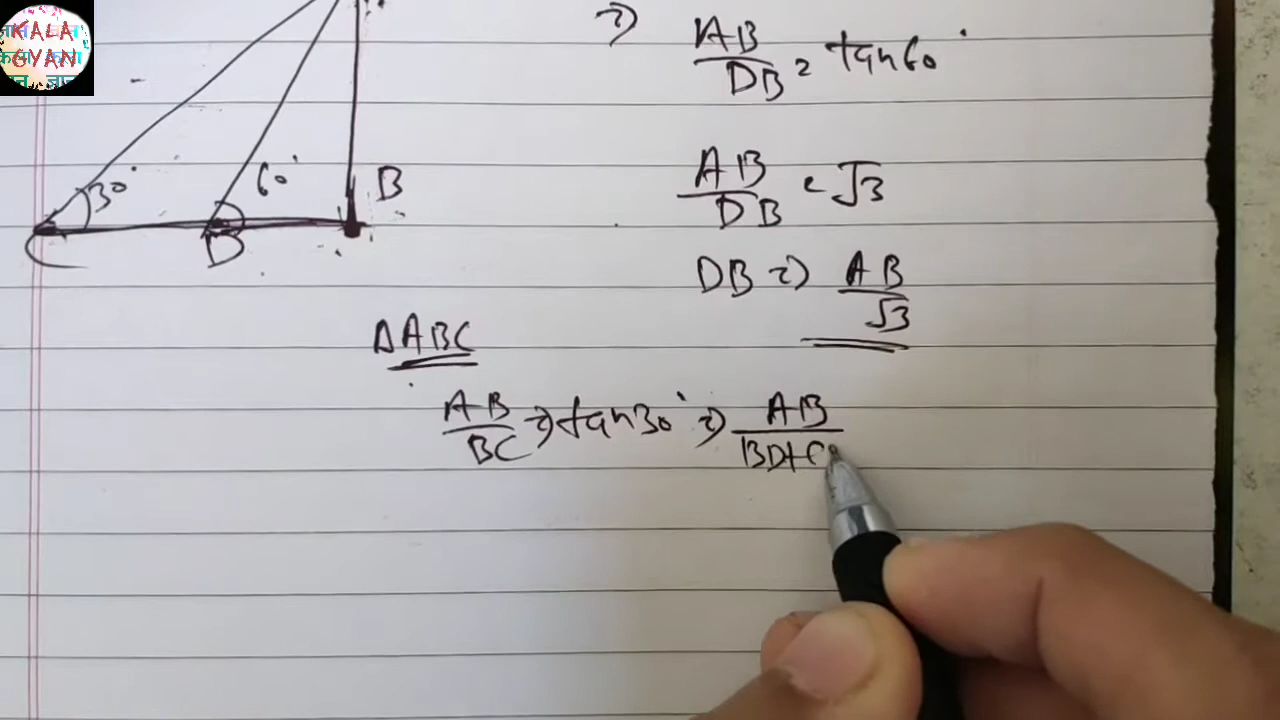 KALA
GYAN
30°
60°
B
C
D
⇒ AB/DB = tan60°
AB/DB = √3
DB ⇒ AB/√3
ΔABC
AB/BC ⇒ tan30° ⇒ AB/BD+C